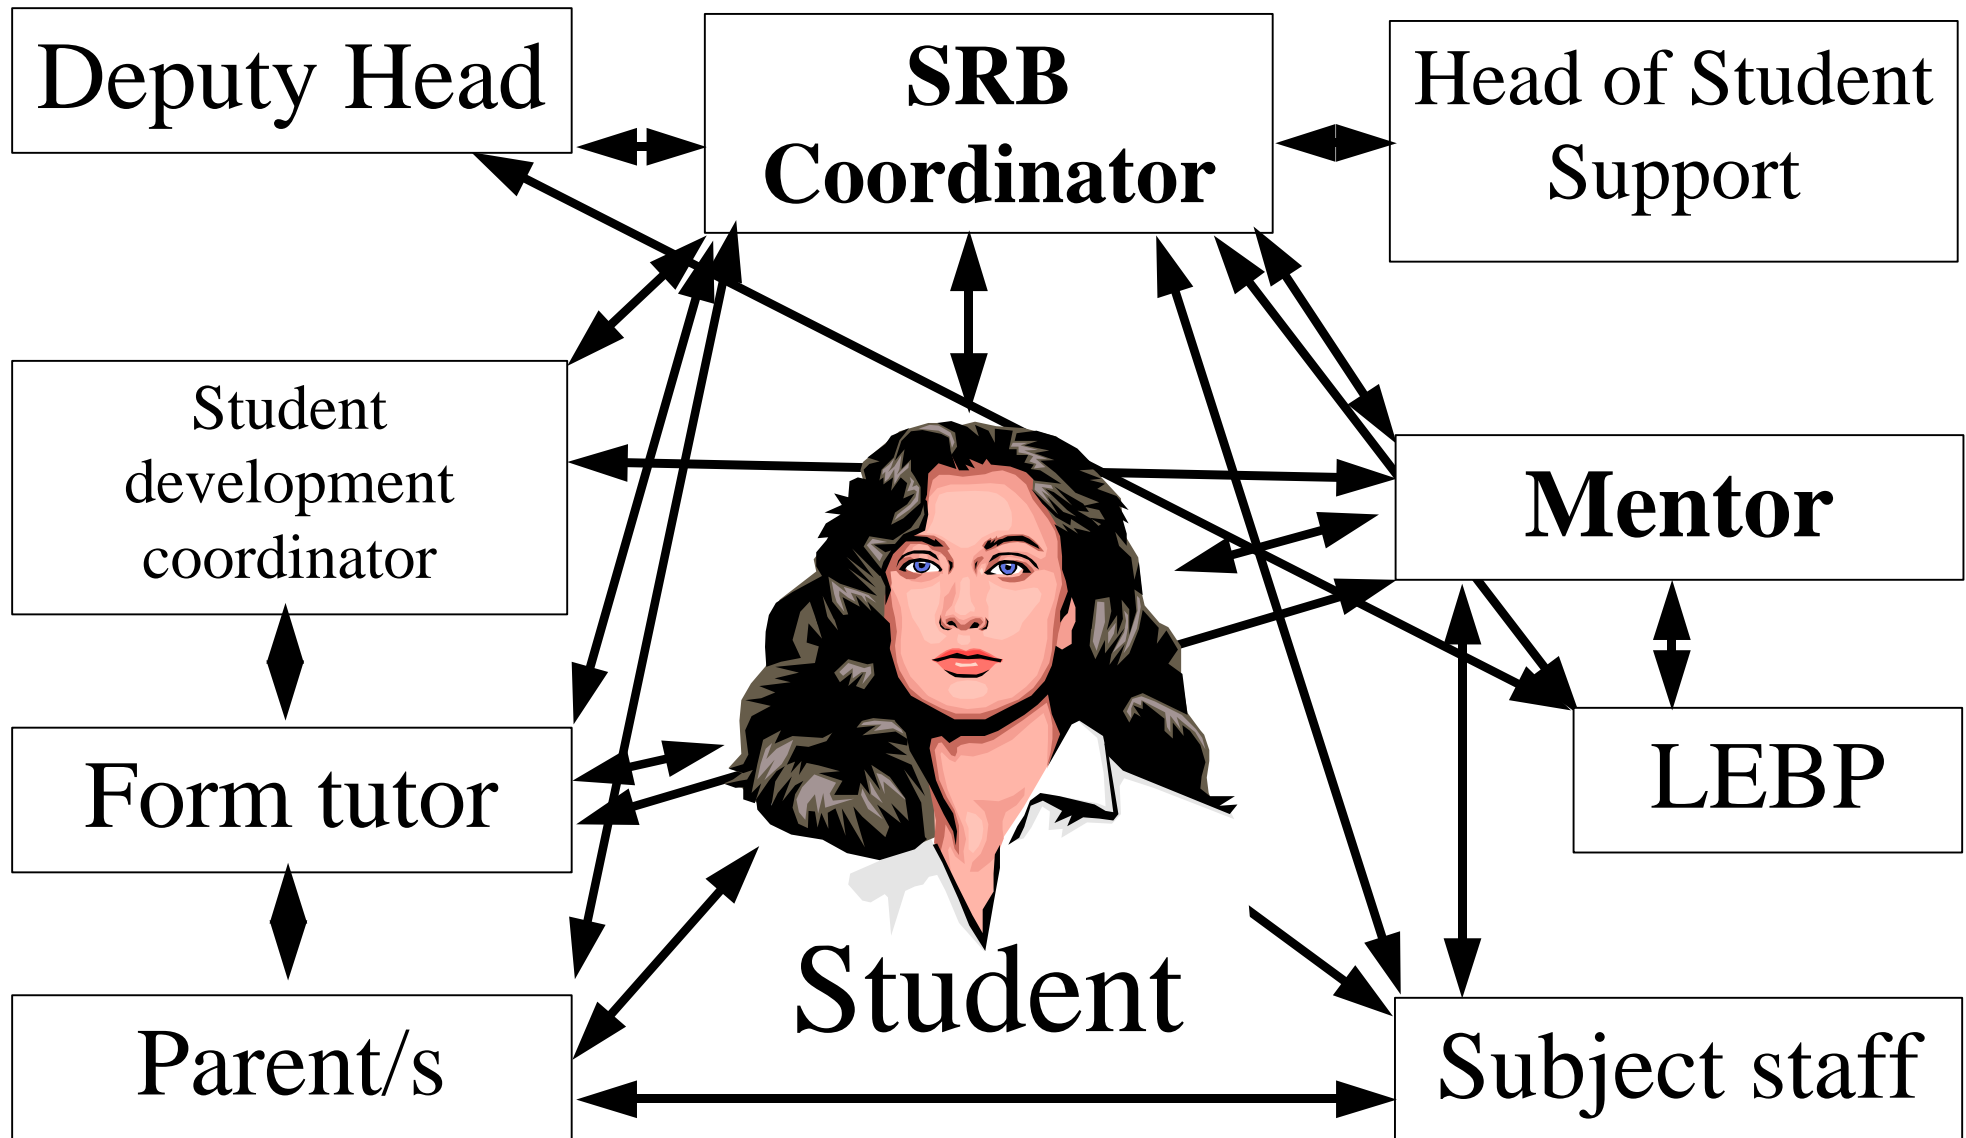 Deputy Head
SRB
Coordinator
Head of Student
Support
Student
development
coordinator
Mentor
Form tutor
LEBP
Student
Parent/s
Subject staff